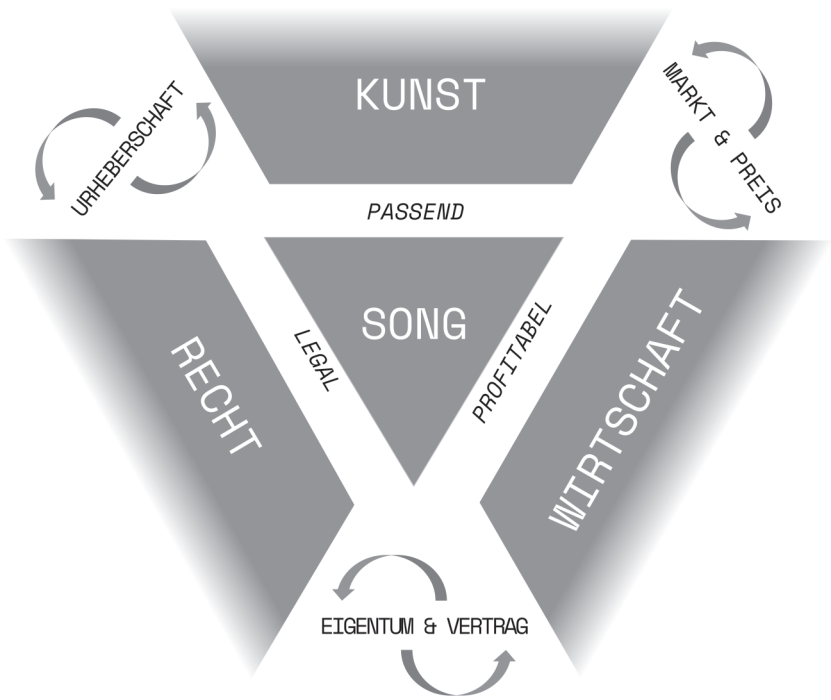 KUNST
URHEBERSCHAFT
MARKT & PREIS
PASSEND
SONG
LEGAL
PROFITABEL
RECHT
WIRTSCHAFT
EIGENTUM & VERTRAG